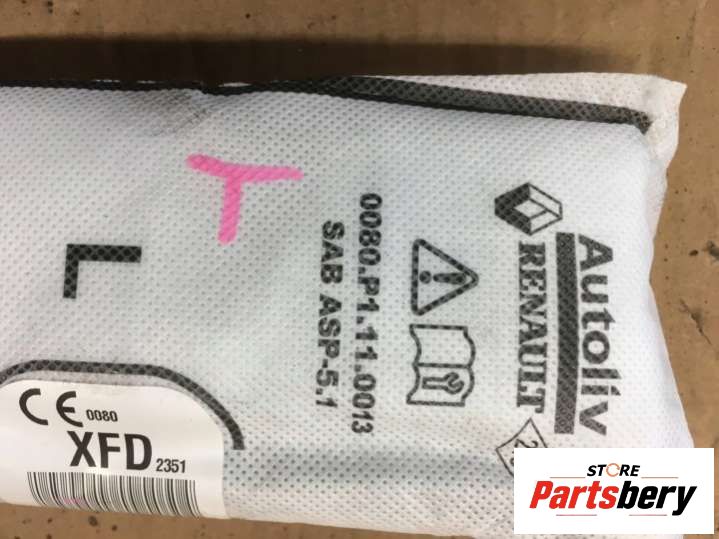 Autoliv
RENAULT
0080.P1.11.0013
SAB ASP-5.1
L
CE 0080
XFD 2351
STORE
Partsbery